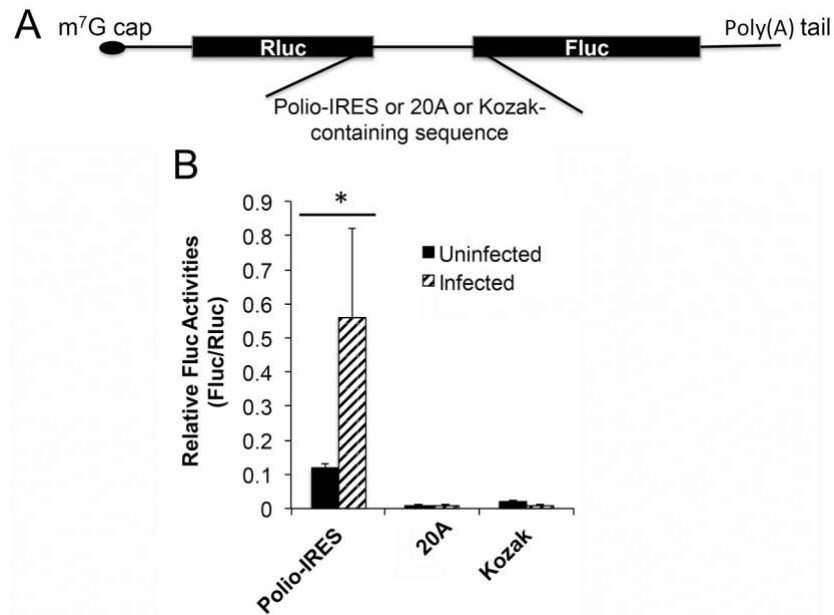 A
m⁷G cap
Rluc
Fluc
Poly(A) tail
Polio-IRES or 20A or Kozak-
containing sequence
B
Relative Fluc Activities
(Fluc/Rluc)
0.9
0.8
0.7
0.6
0.5
0.4
0.3
0.2
0.1
0
*
Uninfected
Infected
Polio-IRES
20A
Kozak